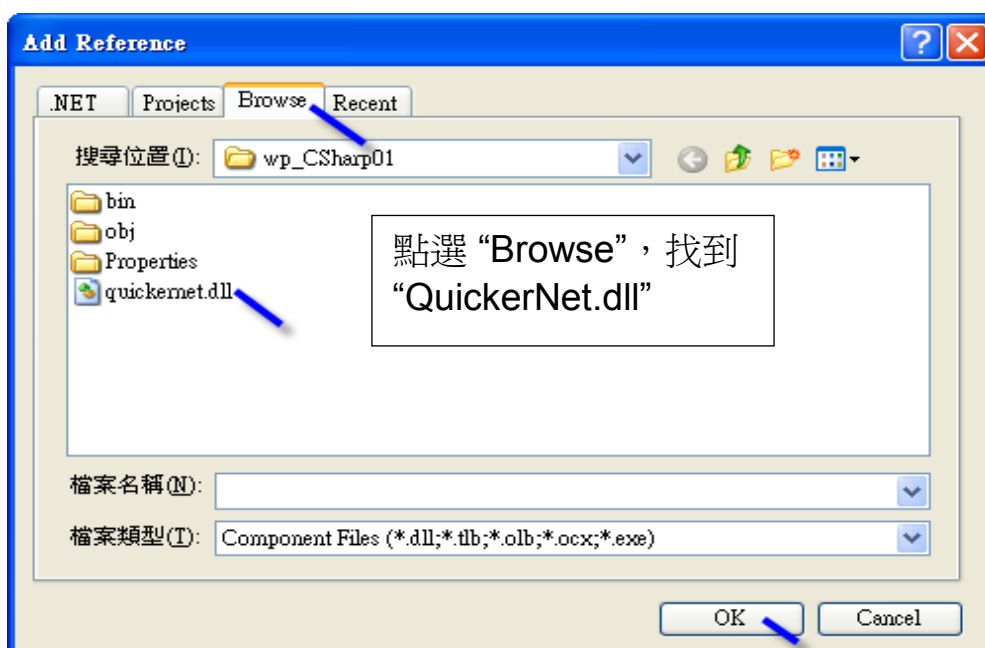 Add Reference
.NET Projects Browse Recent
搜尋位置(I): wp_CSharp01
bin
obj
Properties
quickernet.dll
點選 “Browse”，找到
“QuickerNet.dll”
檔案名稱(N):
檔案類型(T): Component Files (*.dll;*.tlb;*.olb;*.ocx;*.exe)
OK Cancel